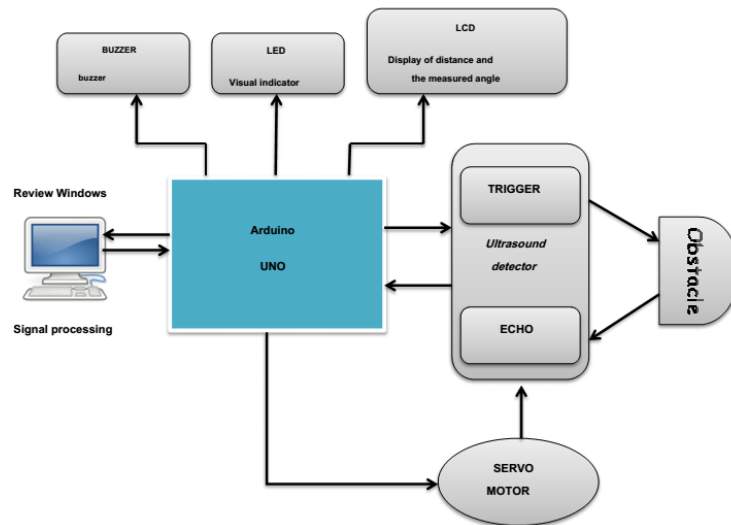 BUZZER
buzzer
LED
Visual indicator
LCD
Display of distance and
the measured angle
Review Windows
Signal processing
Arduino
UNO
TRIGGER
Ultrasound
detector
ECHO
Obstacle
SERVO
MOTOR